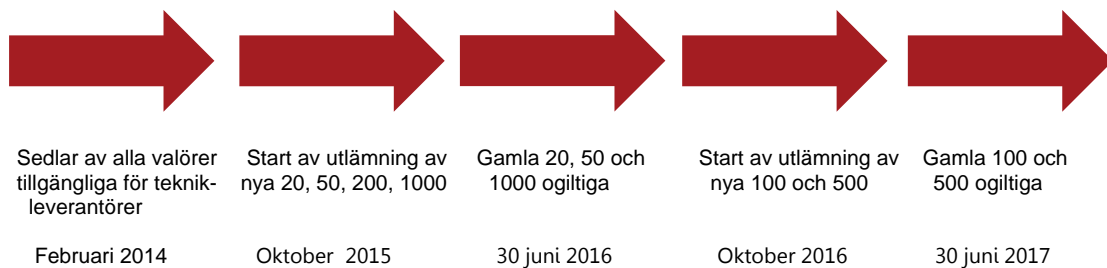 Sedlar av alla valörer
tillgängliga för teknik-
leverantörer
Februari 2014
Start av utlämning av
nya 20, 50, 200, 1000
Oktober 2015
Gamla 20, 50 och
1000 ogiltiga
30 juni 2016
Start av utlämning av
nya 100 och 500
Oktober 2016
Gamla 100 och
500 ogiltiga
30 juni 2017